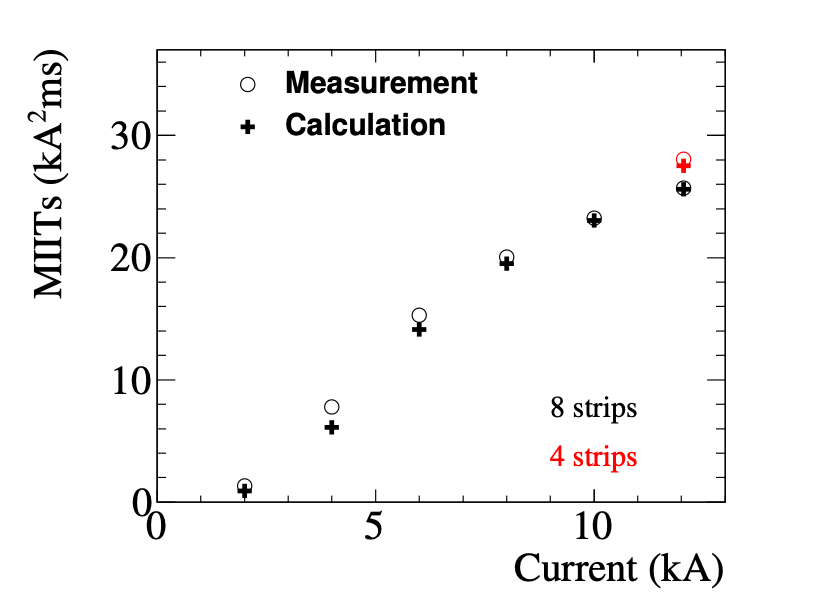 MIITs (kA²ms)
Measurement
Calculation
30
20
10
0
8 strips
4 strips
0 5 10
Current (kA)